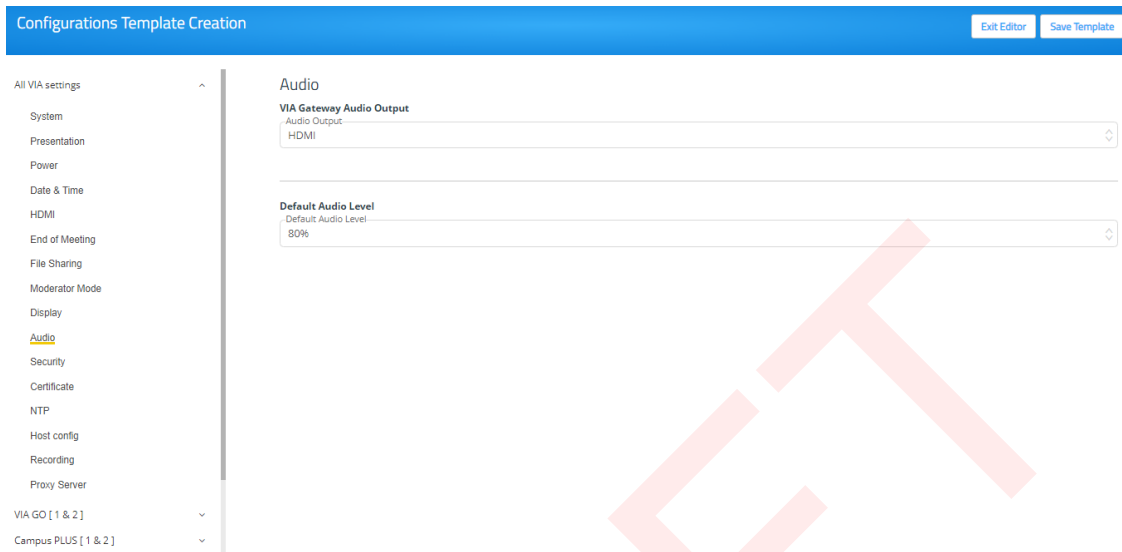 Configurations Template Creation
Exit Editor
Save Template
All VIA settings
System
Presentation
Power
Date & Time
HDMI
End of Meeting
File Sharing
Moderator Mode
Display
Audio
Security
Certificate
NTP
Host config
Recording
Proxy Server
VIA GO [ 1 & 2 ]
Campus PLUS [ 1 & 2 ]
Audio
VIA Gateway Audio Output
Audio Output
HDMI
Default Audio Level
Default Audio Level
80%